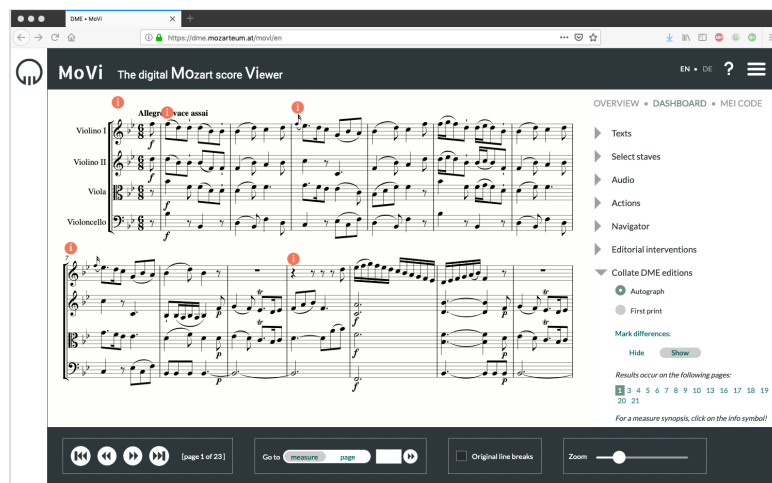 DME • MoVi
https://dme.mozarteum.at/movi/en
MoVi The digital MOzart score VIewer
EN • DE ?
OVERVIEW • DASHBOARD • MEI CODE
Texts
Select staves
Audio
Actions
Navigator
Editorial interventions
Collate DME editions
Autograph
First print
Mark differences:
Hide Show
Results occur on the following pages:
1 3 4 5 6 7 8 9 10 13 16 17 18 19
20 21
For a measure synopsis, click on the info symbol!
Violino I
Violino II
Viola
Violoncello
7
[page 1 of 23]
Go to measure page
Original line breaks
Zoom